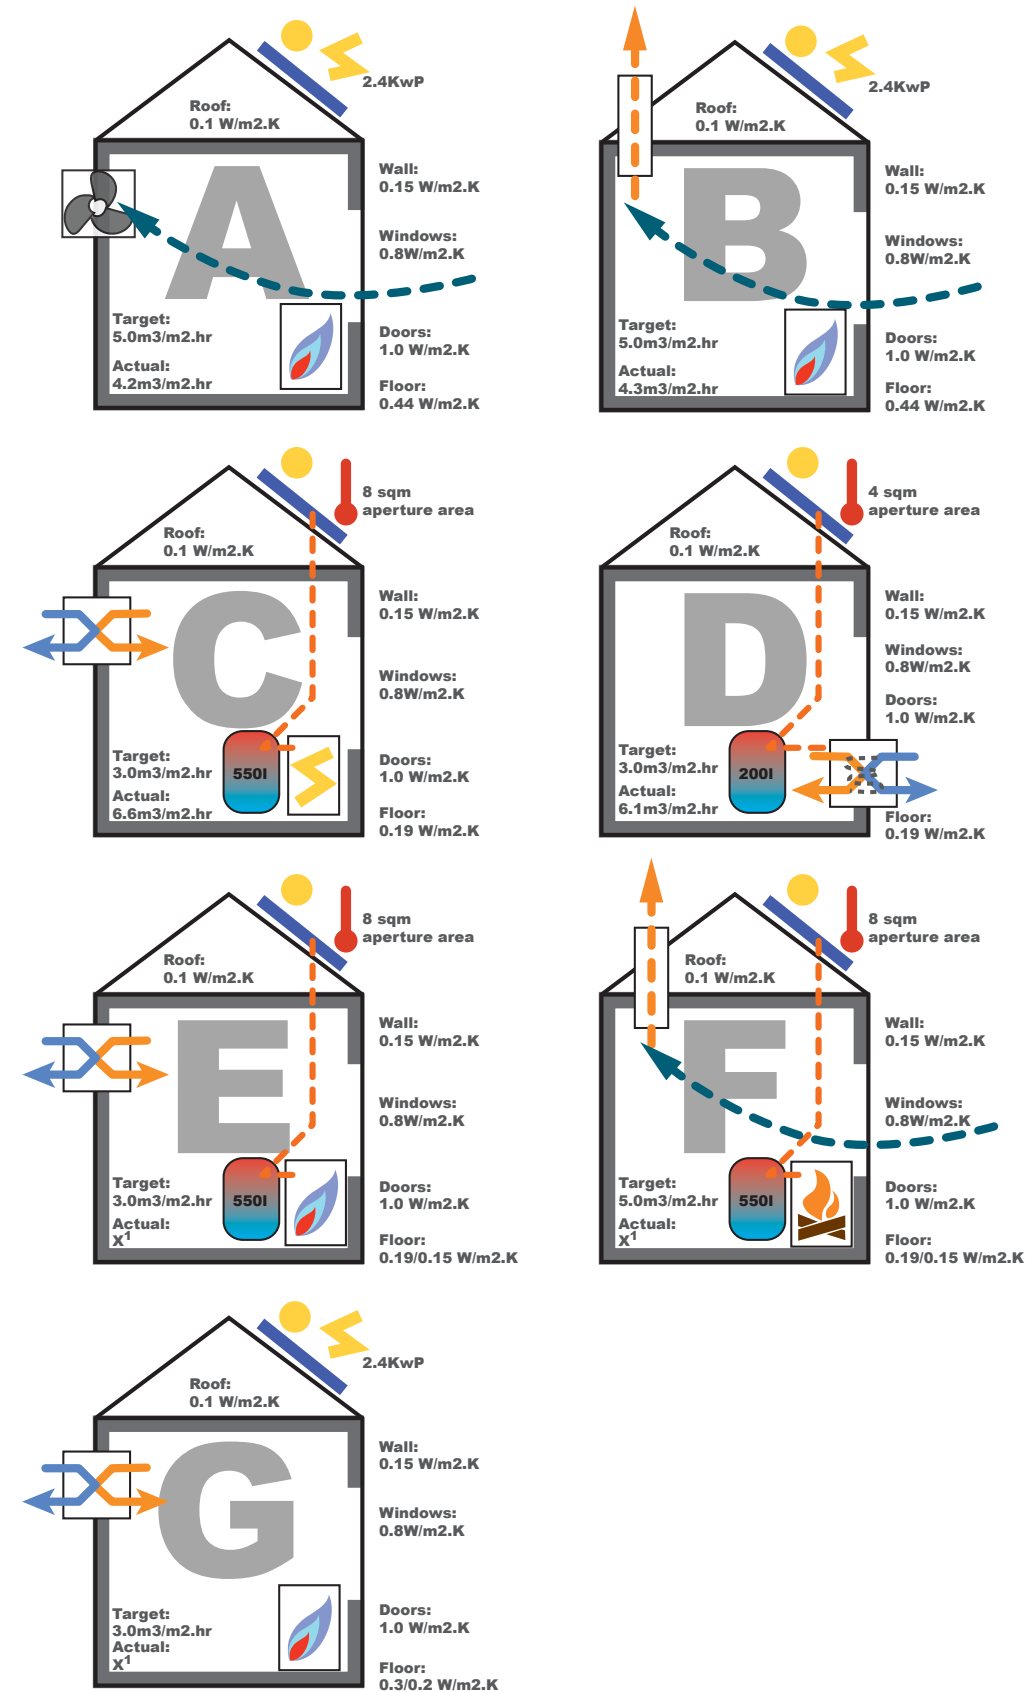 2.4KwP
Roof:
0.1 W/m2.K
A
Wall:
0.15 W/m2.K
Windows:
0.8W/m2.K
Target:
5.0m3/m2.hr
Actual:
4.2m3/m2.hr
Doors:
1.0 W/m2.K
Floor:
0.44 W/m2.K
2.4KwP
Roof:
0.1 W/m2.K
B
Wall:
0.15 W/m2.K
Windows:
0.8W/m2.K
Target:
5.0m3/m2.hr
Actual:
4.3m3/m2.hr
Doors:
1.0 W/m2.K
Floor:
0.44 W/m2.K
8 sqm
aperture area
Roof:
0.1 W/m2.K
C
Wall:
0.15 W/m2.K
Windows:
0.8W/m2.K
Target:
3.0m3/m2.hr
Actual:
6.6m3/m2.hr
550l
Doors:
1.0 W/m2.K
Floor:
0.19 W/m2.K
4 sqm
aperture area
Roof:
0.1 W/m2.K
D
Wall:
0.15 W/m2.K
Windows:
0.8W/m2.K
Doors:
1.0 W/m2.K
Target:
3.0m3/m2.hr
Actual:
6.1m3/m2.hr
200l
Floor:
0.19 W/m2.K
8 sqm
aperture area
Roof:
0.1 W/m2.K
E
Wall:
0.15 W/m2.K
Windows:
0.8W/m2.K
Target:
3.0m3/m2.hr
Actual:
X¹
550l
Doors:
1.0 W/m2.K
Floor:
0.19/0.15 W/m2.K
8 sqm
aperture area
Roof:
0.1 W/m2.K
F
Wall:
0.15 W/m2.K
Windows:
0.8W/m2.K
Target:
5.0m3/m2.hr
Actual:
X¹
550l
Doors:
1.0 W/m2.K
Floor:
0.19/0.15 W/m2.K
2.4KwP
Roof:
0.1 W/m2.K
G
Wall:
0.15 W/m2.K
Windows:
0.8W/m2.K
Target:
3.0m3/m2.hr
Actual:
X¹
Doors:
1.0 W/m2.K
Floor:
0.3/0.2 W/m2.K